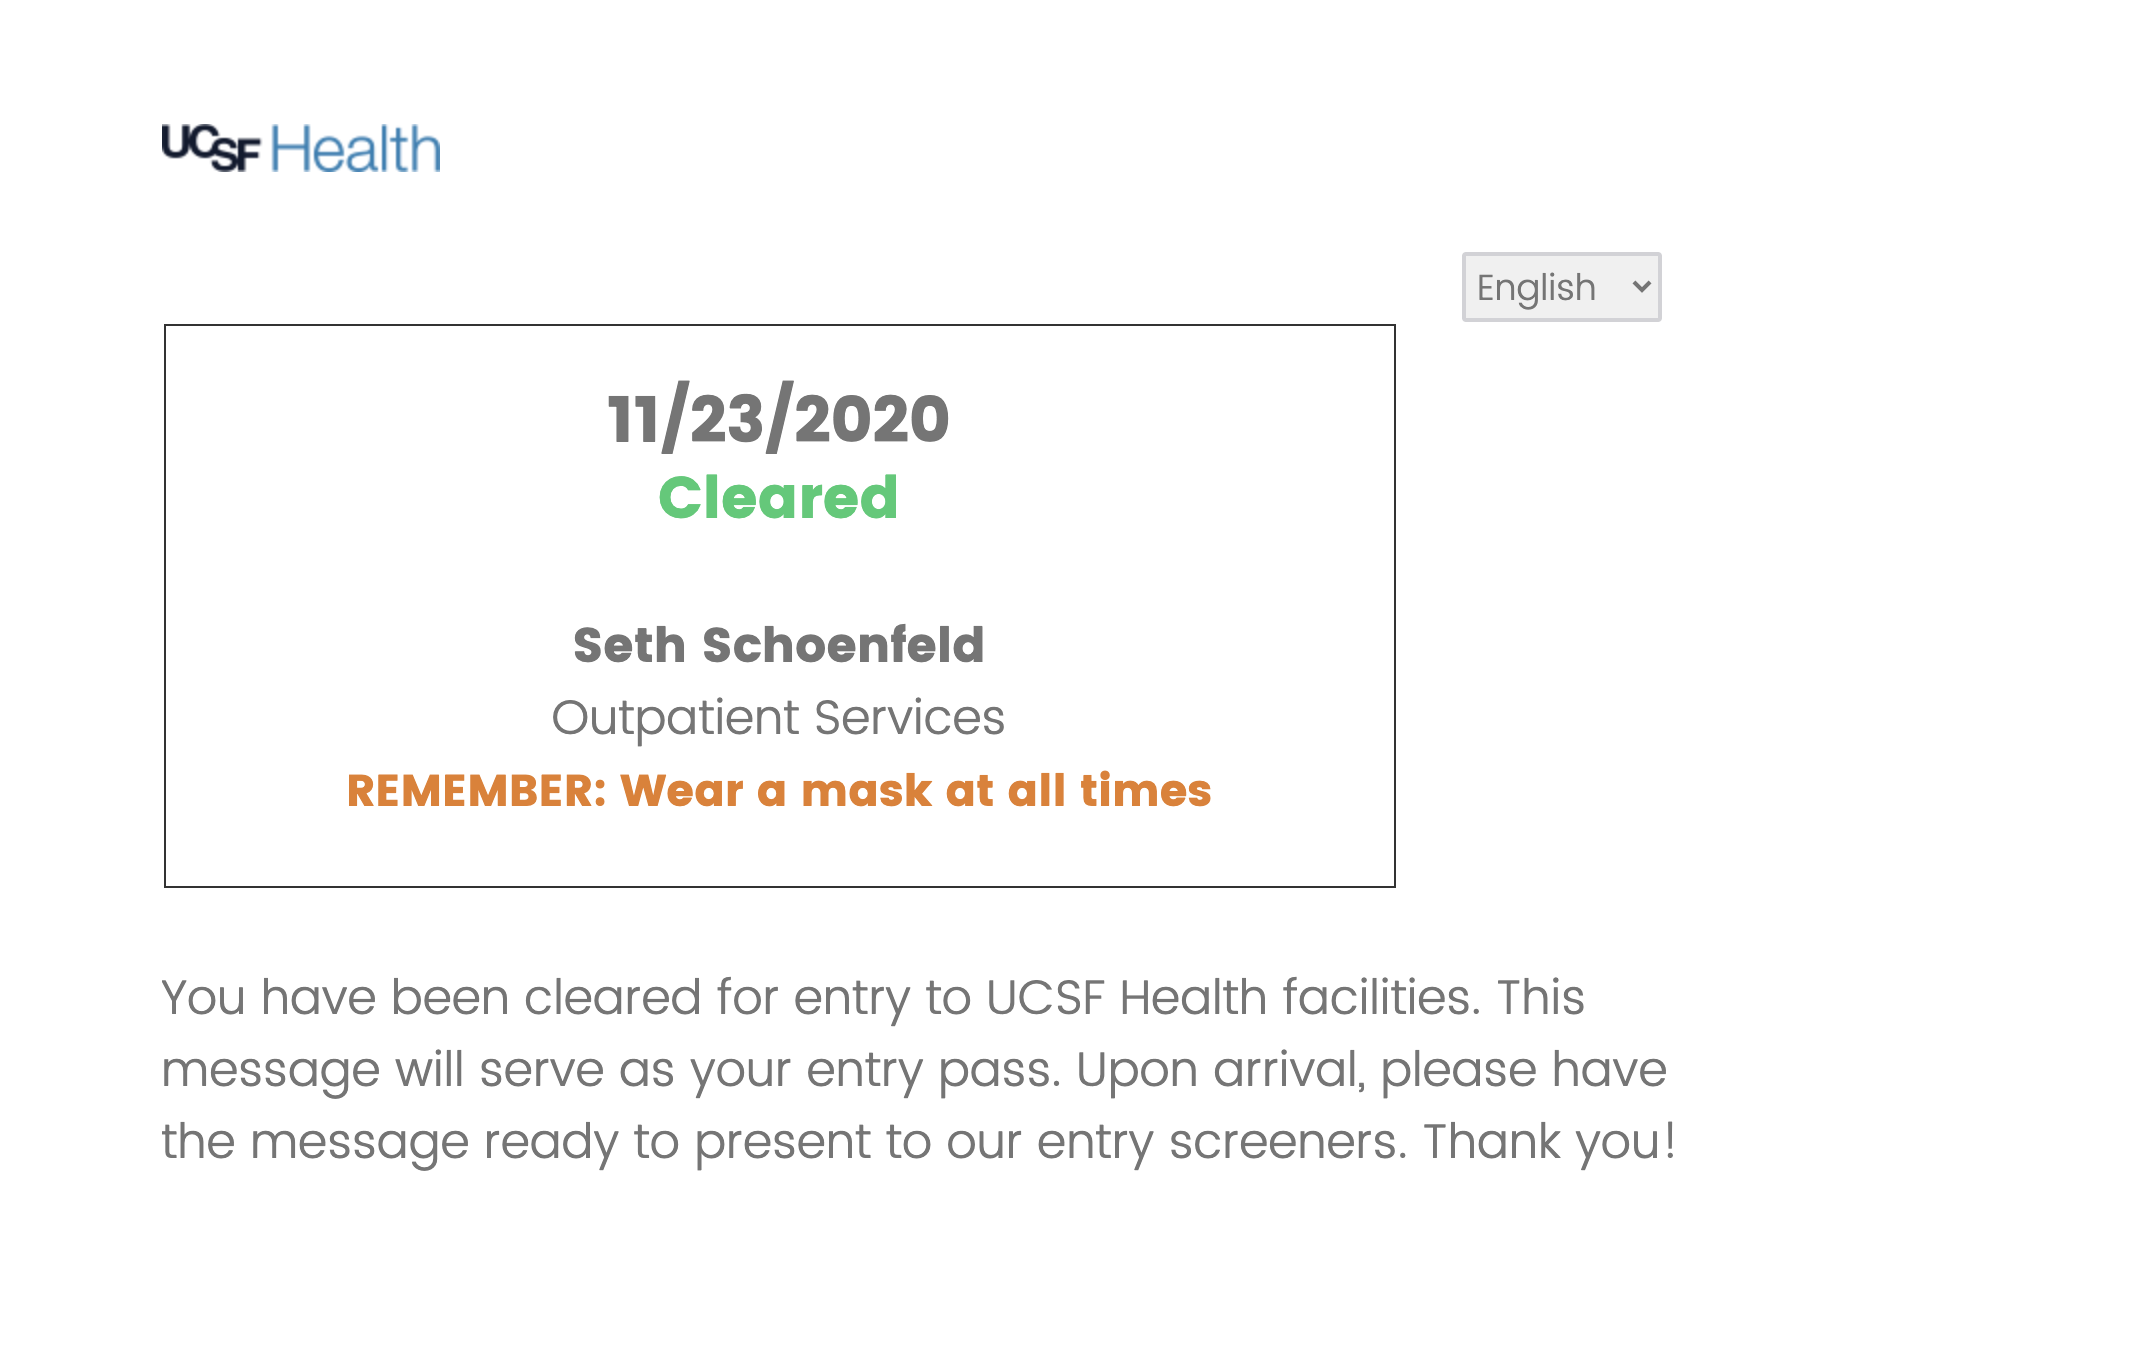 UCSF Health
English
11/23/2020
Cleared
Seth Schoenfeld
Outpatient Services
REMEMBER: Wear a mask at all times
You have been cleared for entry to UCSF Health facilities. This
message will serve as your entry pass. Upon arrival, please have
the message ready to present to our entry screeners. Thank you!